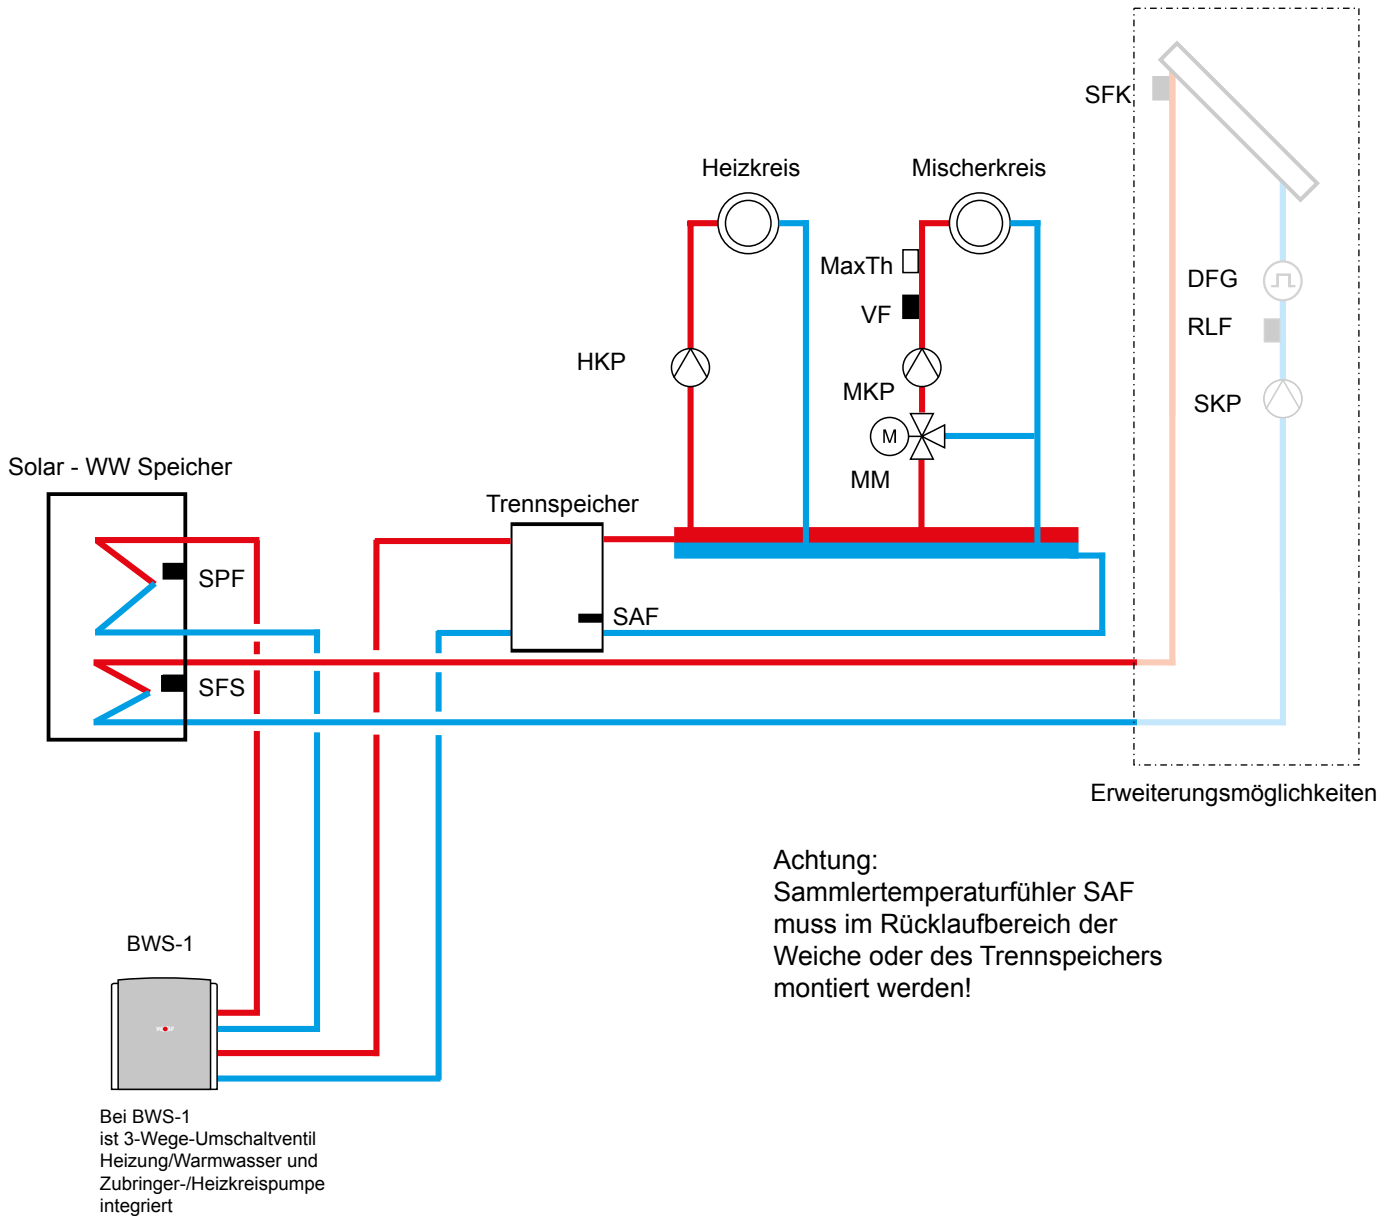 SFK
Heizkreis
Mischerkreis
MaxTh
DFG
VF
RLF
HKP
MKP
SKP
M
MM
Solar - WW Speicher
Trennspeicher
SPF
SAF
SFS
Erweiterungsmöglichkeiten
Achtung:
Sammlertemperaturfühler SAF
muss im Rücklaufbereich der
Weiche oder des Trennspeichers
montiert werden!
BWS-1
Bei BWS-1
ist 3-Wege-Umschaltventil
Heizung/Warmwasser und
Zubringer-/Heizkreispumpe
integriert